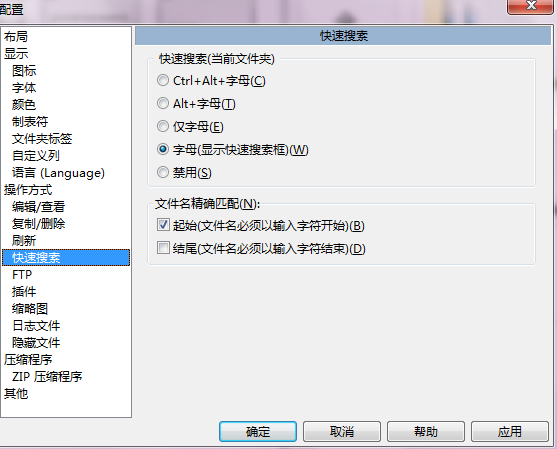 配置
布局
显示
图标
字体
颜色
制表符
文件夹标签
自定义列
语言 (Language)
操作方式
编辑/查看
复制/删除
刷新
快速搜索
FTP
插件
缩略图
日志文件
隐藏文件
压缩程序
ZIP 压缩程序
其他
快速搜索
快速搜索(当前文件夹)
Ctrl+Alt+字母(C)
Alt+字母(T)
仅字母(E)
字母(显示快速搜索框)(W)
禁用(S)
文件名精确匹配(N):
起始(文件名必须以输入字符开始)(B)
结尾(文件名必须以输入字符结束)(D)
确定
取消
帮助
应用